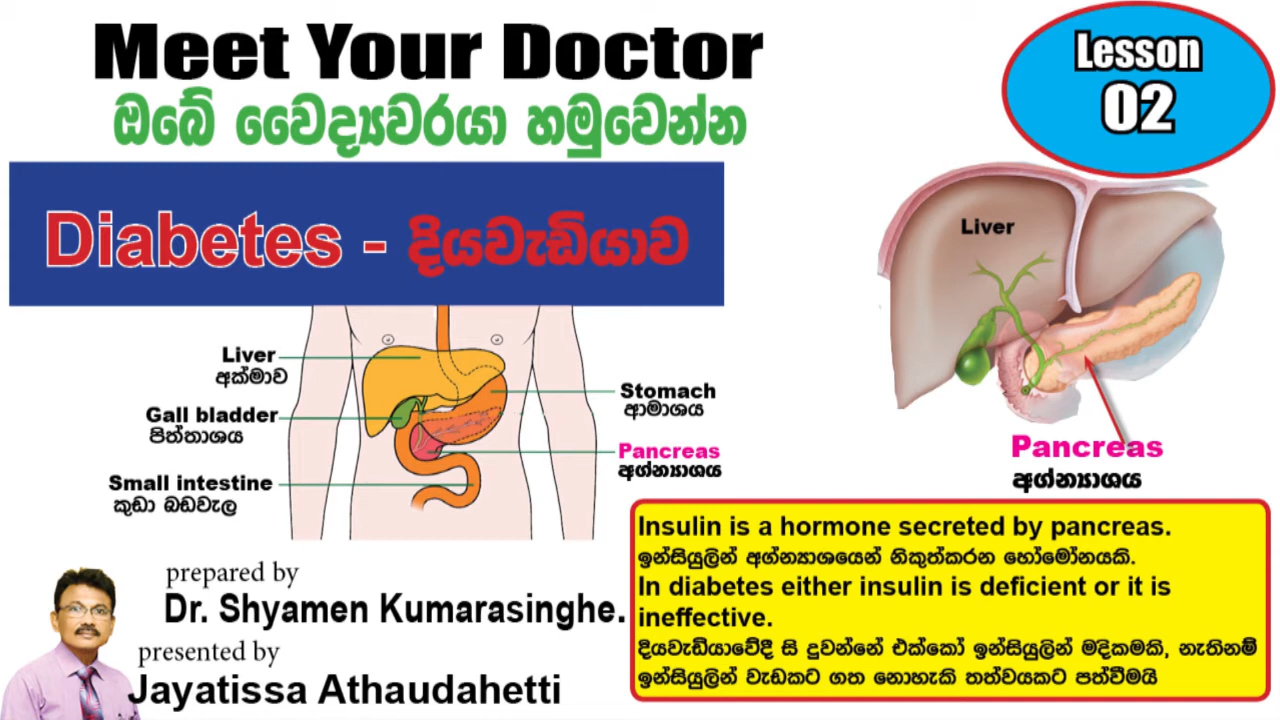 Meet Your Doctor
ඔබේ වෛද්‍යවරයා හමුවෙන්න
Lesson
02
Diabetes - දියවැඩියාව
Liver
Liver
අක්මාව
Gall bladder
පිත්තාශය
Small intestine
කුඩා බඩවැල
Stomach
ආමාශය
Pancreas
අග්න්‍යාශය
Pancreas
අග්න්‍යාශය
prepared by
Dr. Shyamen Kumarasinghe.
presented by
Jayatissa Athaudahetti
Insulin is a hormone secreted by pancreas.
ඉන්සියුලින් අග්න්‍යාශයෙන් නිකුත්කරන හෝමෝනයකි.
In diabetes either insulin is deficient or it is
ineffective.
දියවැඩියාවේදී සි දුවන්නේ එක්කෝ ඉන්සියුලින් මදිකමකි, නැතිනම්
ඉන්සියුලින් වැඩකට ගත නොහැකි තත්වයකට පත්වීමයි